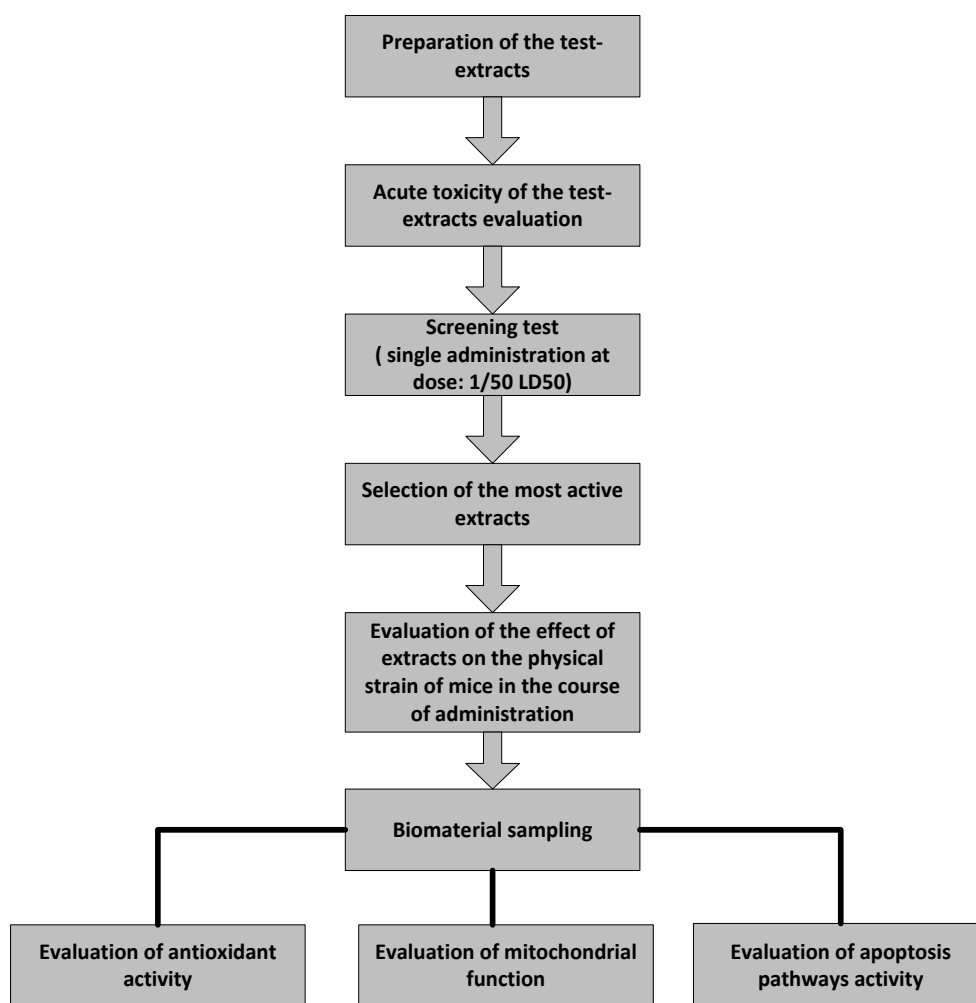 Preparation of the test-
extracts
Acute toxicity of the test-
extracts evaluation
Screening test
( single administration at
dose: 1/50 LD50)
Selection of the most active
extracts
Evaluation of the effect of
extracts on the physical
strain of mice in the course
of administration
Biomaterial sampling
Evaluation of antioxidant
activity
Evaluation of mitochondrial
function
Evaluation of apoptosis
pathways activity